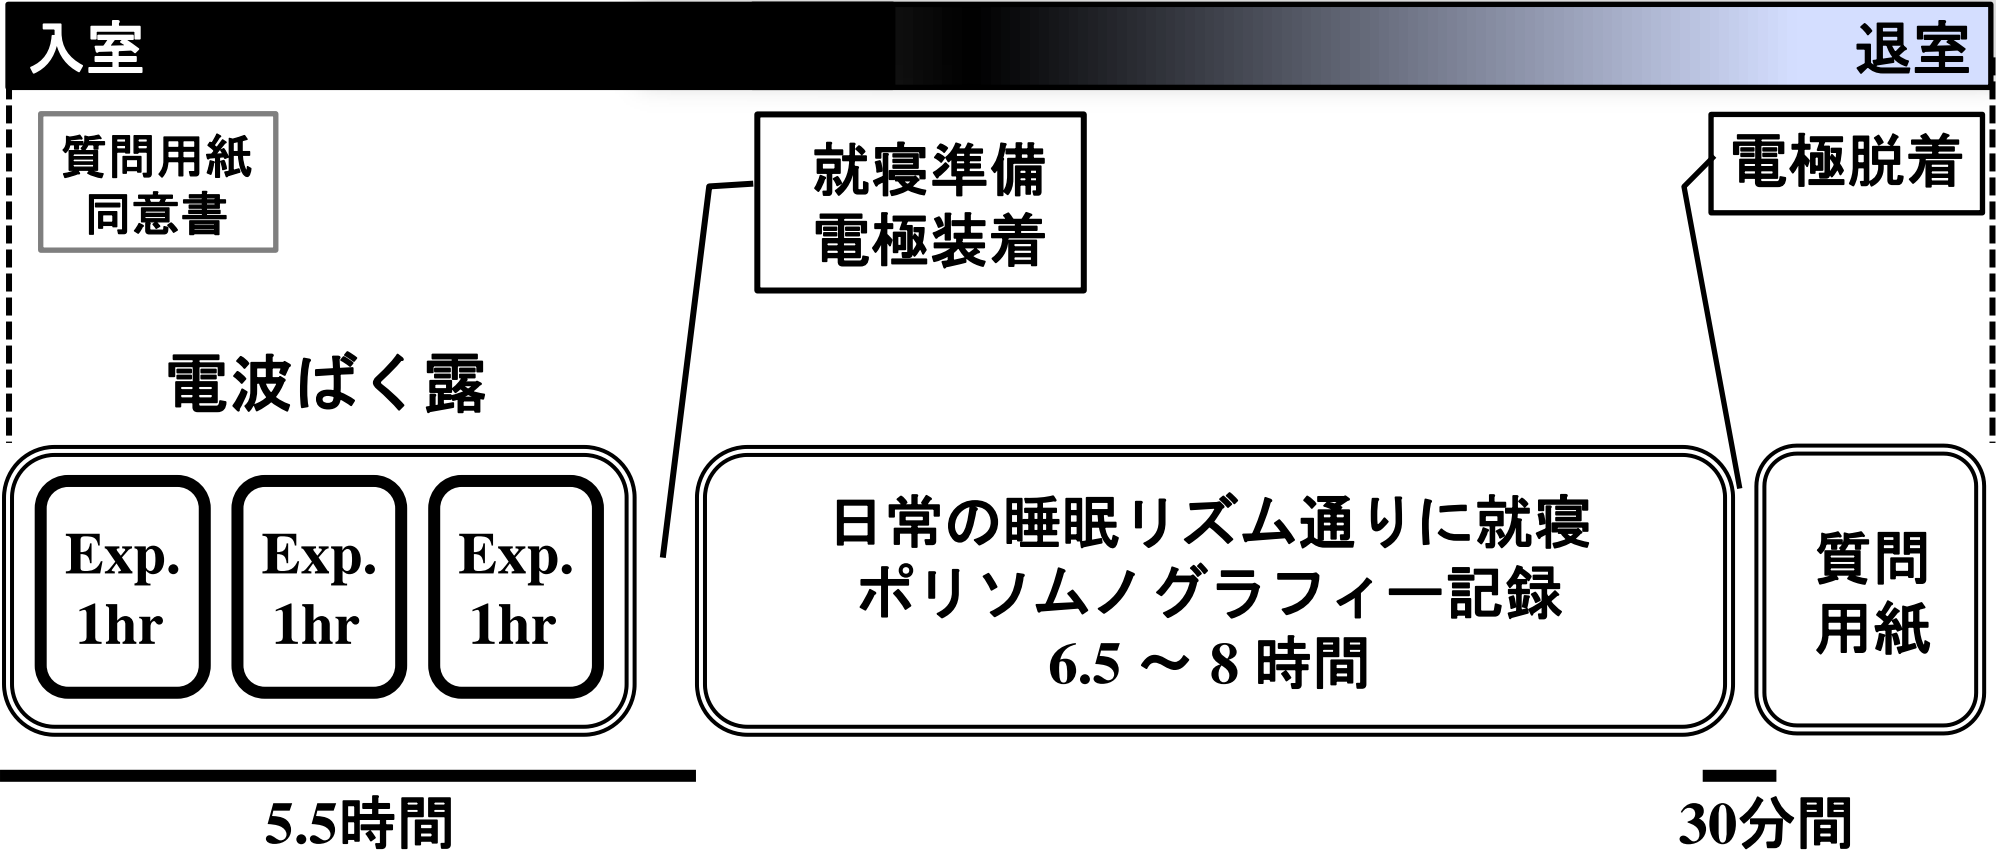 入室
退室
質問用紙
同意書
就寝準備
電極装着
電極脱着
電波ばく露
Exp.
1hr
Exp.
1hr
Exp.
1hr
日常の睡眠リズム通りに就寝
ポリソムノグラフィー記録
6.5 ～ 8 時間
質問
用紙
5.5時間
30分間